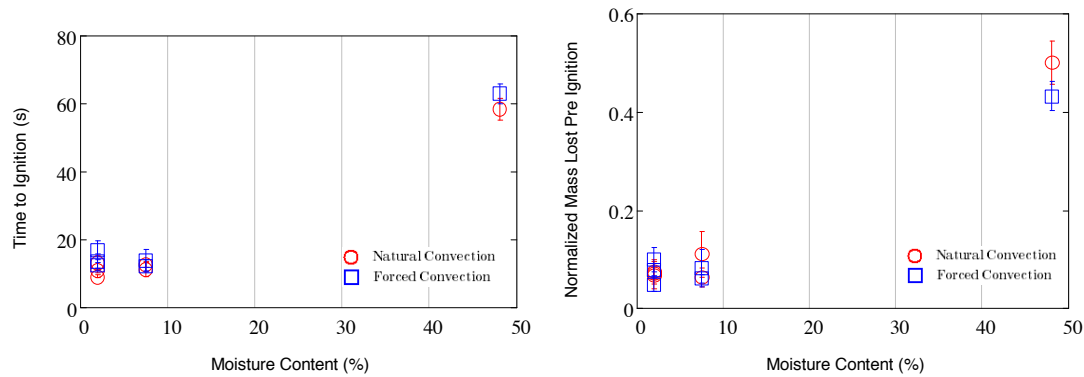 80
60
40
20
0
Time to Ignition (s)
Natural Convection
Forced Convection
0 10 20 30 40 50
Moisture Content (%)
0.6
0.4
0.2
0
Normalized Mass Lost Pre Ignition
Natural Convection
Forced Convection
0 10 20 30 40 50
Moisture Content (%)